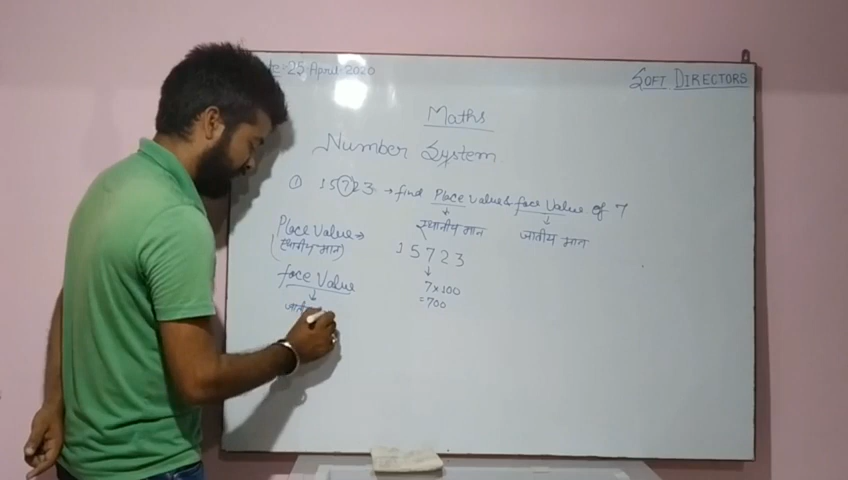 25 April 2020
SOFT DIRECTORS
Maths
Number System
① 15723 → find Place Value & face Value of 7
स्थानीय मान
जातीय मान
Place Value →
(स्थानीय मान)
15723
face Value
7×100
=700